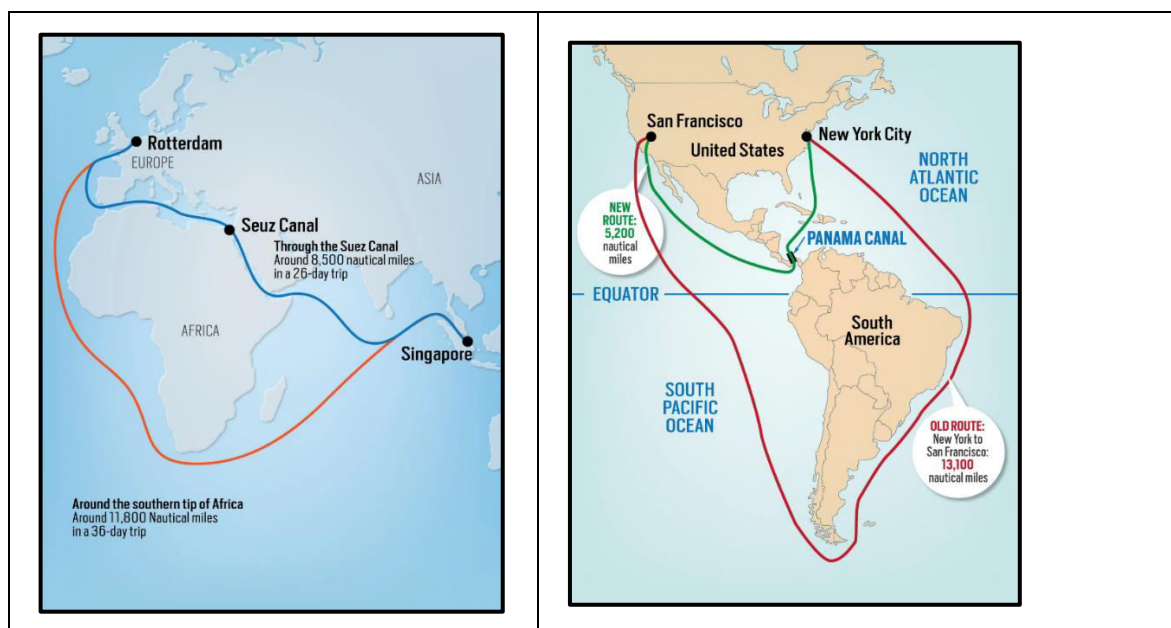 Rotterdam
EUROPE
ASIA
Seuz Canal
Through the Suez Canal
Around 8,500 nautical miles
in a 26-day trip
AFRICA
Singapore
Around the southern tip of Africa
Around 11,800 Nautical miles
in a 36-day trip
San Francisco
New York City
United States
NORTH
ATLANTIC
OCEAN
NEW
ROUTE:
5,200
nautical
miles
PANAMA CANAL
EQUATOR
South
America
SOUTH
PACIFIC
OCEAN
OLD ROUTE:
New York to
San Francisco:
13,100
nautical miles